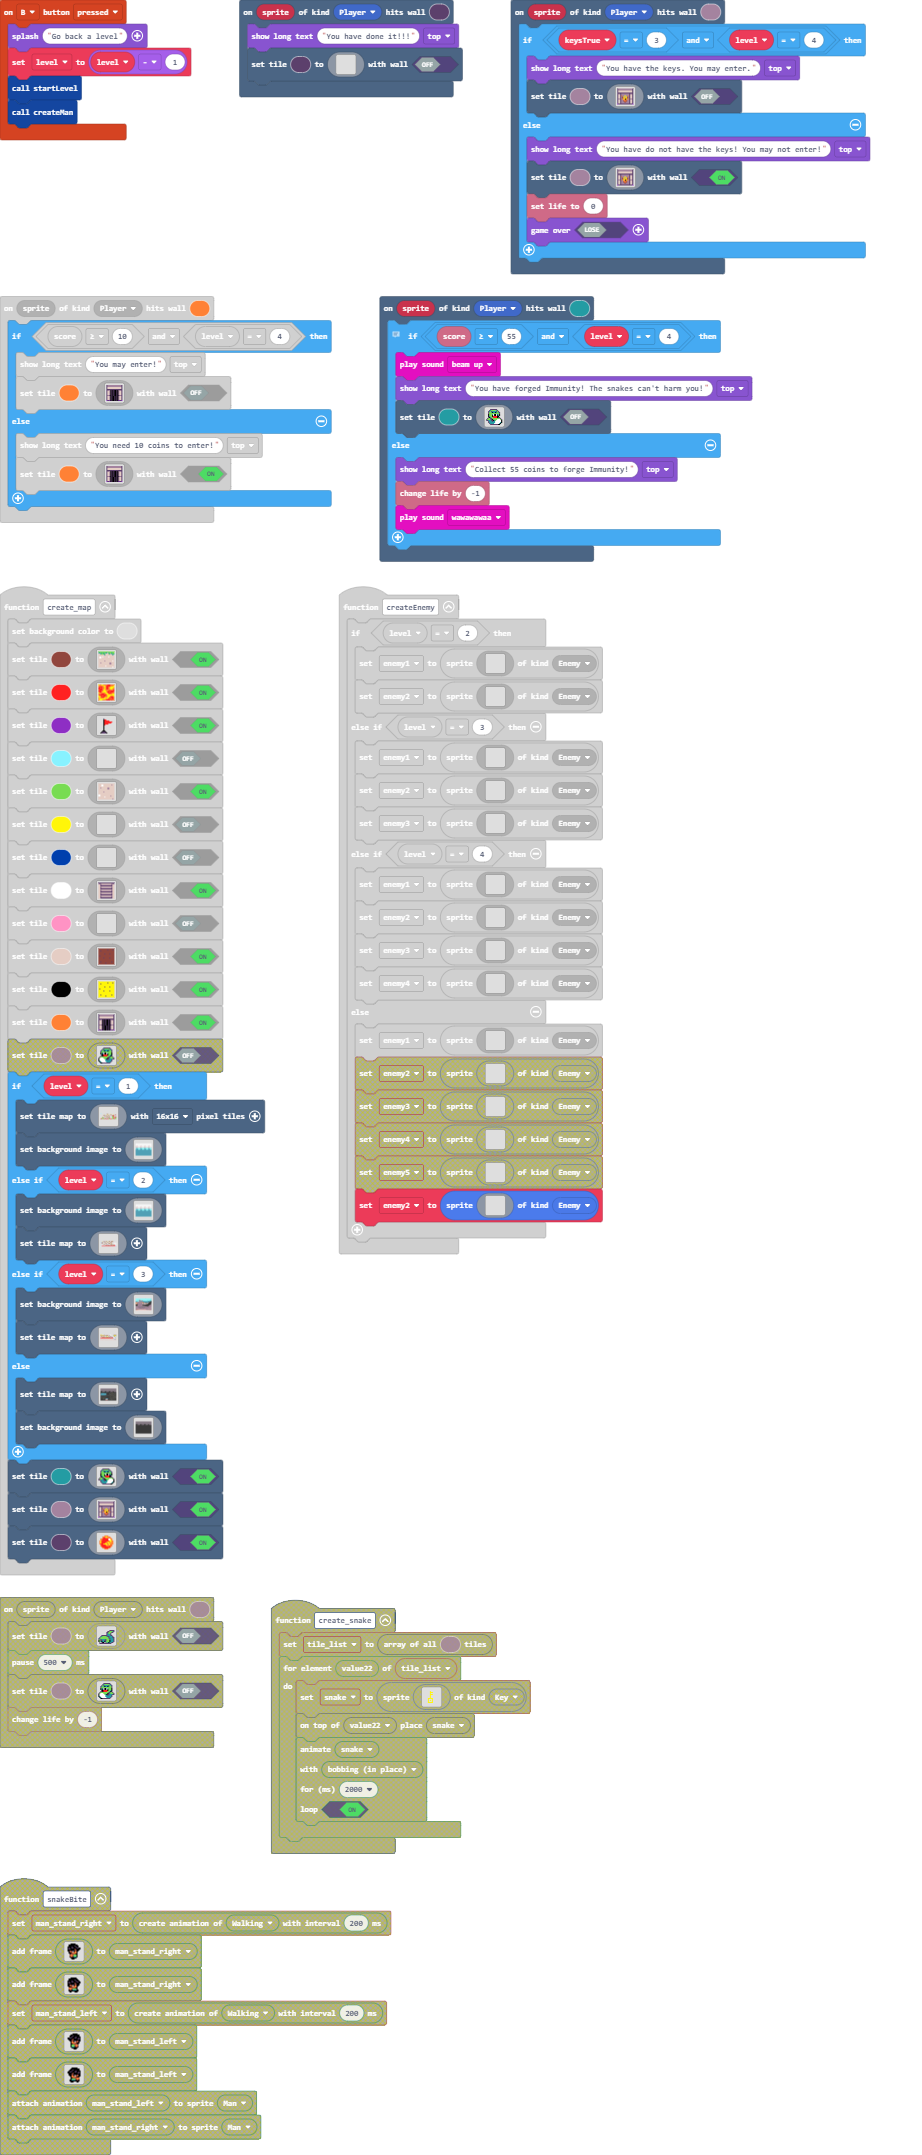 on B button pressed
splash "Go back a level"
set level to level - 1
call startLevel
call createMan
on sprite of kind Player hits wall
show long text "You have done it!!!" top
set tile to with wall OFF
on sprite of kind Player hits wall
if keysTrue = 3 and level = 4 then
show long text "You have the keys. You may enter." top
set tile to with wall OFF
else
show long text "You have do not have the keys! You may not enter!" top
set tile to with wall ON
set life to 0
game over LOSE
on sprite of kind Player hits wall
if score ≥ 10 and level = 4 then
show long text "You may enter!" top
set tile to with wall OFF
else
show long text "You need 10 coins to enter!" top
set tile to with wall ON
on sprite of kind Player hits wall
if score ≥ 55 and level = 4 then
play sound beam up
show long text "You have forged Immunity! The snakes can't harm you!" top
set tile to with wall OFF
else
show long text "Collect 55 coins to forge Immunity!" top
change life by -1
play sound wawawawaa
function create_map
set background color to
set tile to with wall ON
set tile to with wall ON
set tile to with wall ON
set tile to with wall OFF
set tile to with wall ON
set tile to with wall OFF
set tile to with wall OFF
set tile to with wall ON
set tile to with wall OFF
set tile to with wall ON
set tile to with wall ON
set tile to with wall ON
set tile to with wall OFF
if level = 1 then
set tile map to with 16x16 pixel tiles
set background image to
else if level = 2 then
set background image to
set tile map to
else if level = 3 then
set background image to
set tile map to
else
set tile map to
set background image to
set tile to with wall ON
set tile to with wall ON
set tile to with wall ON
function createEnemy
if level = 2 then
set enemy1 to sprite of kind Enemy
set enemy2 to sprite of kind Enemy
else if level = 3 then
set enemy1 to sprite of kind Enemy
set enemy2 to sprite of kind Enemy
set enemy3 to sprite of kind Enemy
else if level = 4 then
set enemy1 to sprite of kind Enemy
set enemy2 to sprite of kind Enemy
set enemy3 to sprite of kind Enemy
set enemy4 to sprite of kind Enemy
else
set enemy1 to sprite of kind Enemy
set enemy2 to sprite of kind Enemy
set enemy3 to sprite of kind Enemy
set enemy4 to sprite of kind Enemy
set enemy5 to sprite of kind Enemy
set enemy2 to sprite of kind Enemy
on sprite of kind Player hits wall
set tile to with wall OFF
pause 500 ms
set tile to with wall OFF
change life by -1
function create_snake
set tile_list to array of all tiles
for element value22 of tile_list
do
set snake to sprite of kind Key
on top of value22 place snake
animate snake
with bobbing (in place)
for (ms) 2000
loop ON
function snakeBite
set man_stand_right to create animation of Walking with interval 200 ms
add frame to man_stand_right
add frame to man_stand_right
set man_stand_left to create animation of Walking with interval 200 ms
add frame to man_stand_left
add frame to man_stand_left
attach animation man_stand_left to sprite Man
attach animation man_stand_right to sprite Man